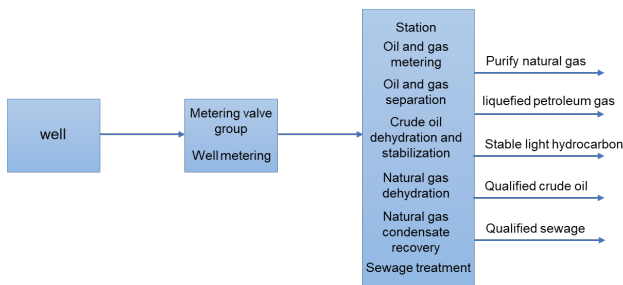 well
Metering valve
group
Well metering
Station
Oil and gas
metering
Oil and gas
separation
Crude oil
dehydration and
stabilization
Natural gas
dehydration
Natural gas
condensate
recovery
Sewage treatment
Purify natural gas
liquefied petroleum gas
Stable light hydrocarbon
Qualified crude oil
Qualified sewage